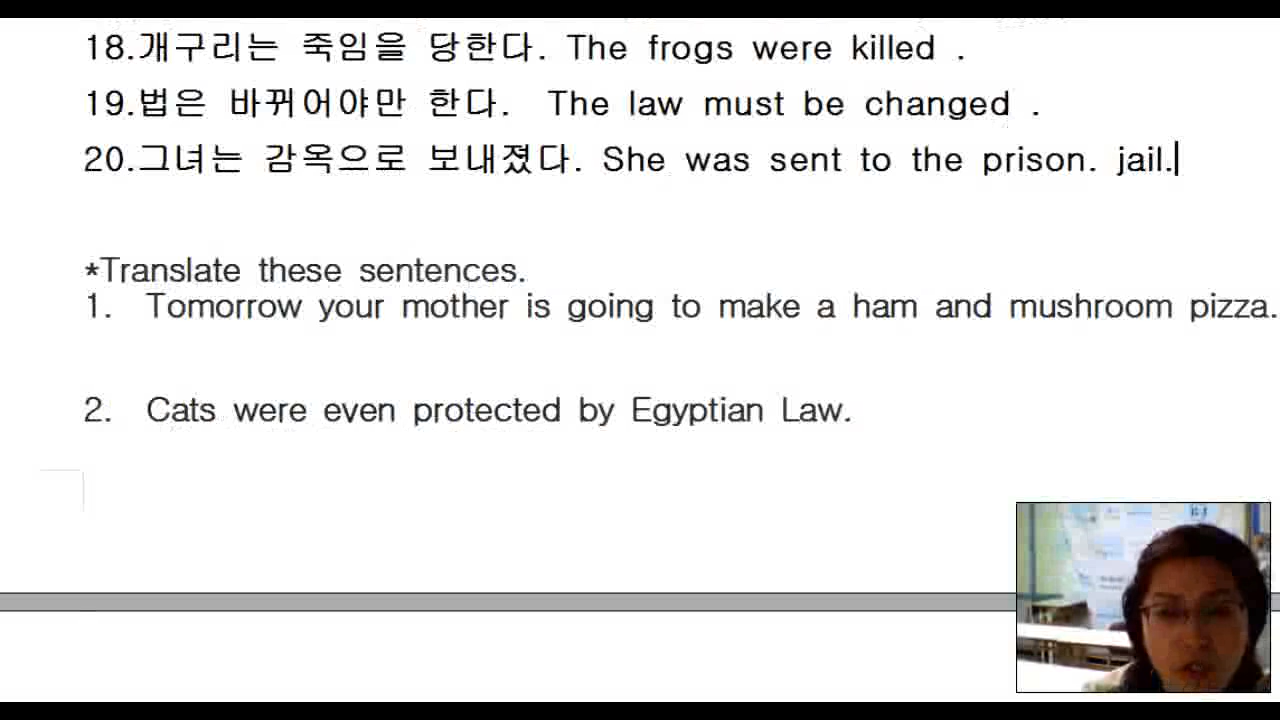 18.개구리는 죽임을 당한다. The frogs were killed .
19.법은 바뀌어야만 한다. The law must be changed .
20.그녀는 감옥으로 보내졌다. She was sent to the prison. jail.
*Translate these sentences.
1. Tomorrow your mother is going to make a ham and mushroom pizza.
2. Cats were even protected by Egyptian Law.